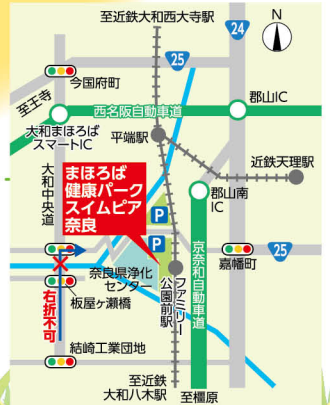 至近鉄大和西大寺駅
24
N
25
今国府町
至王寺
西名阪自動車道
郡山IC
大和まほろば
スマートIC
平端駅
近鉄天理駅
まほろば
健康パーク
スイムピア
奈良
大和中央道
P
郡山南
IC
P
京奈和自動車道
25
嘉幡町
奈良県浄化
センター
ファミリー
公園前駅
右折不可
板屋ヶ瀬橋
結崎工業団地
至近鉄
大和八木駅
至橿原